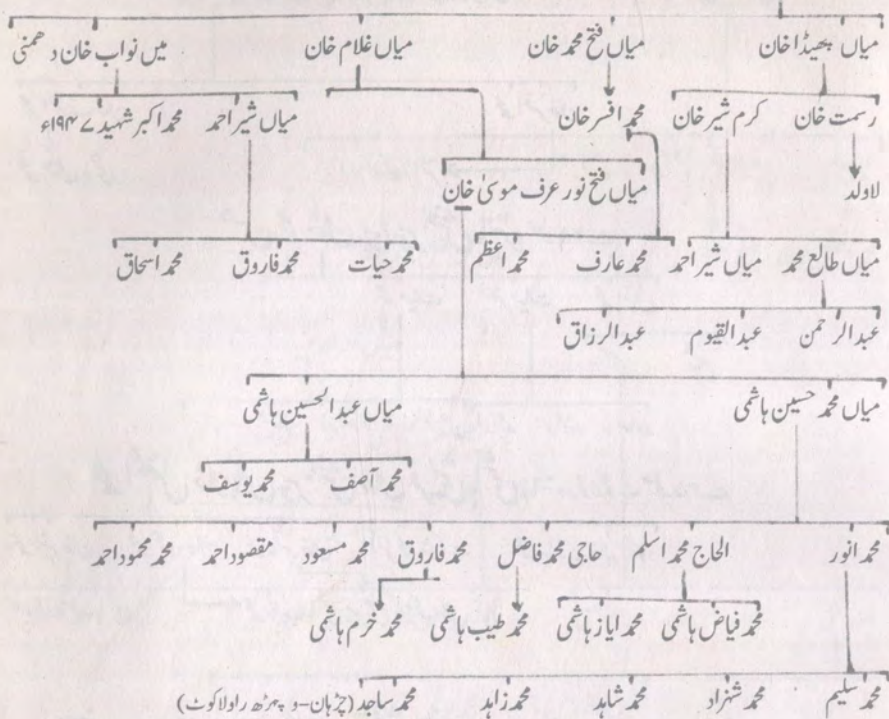 میاں بھیڈا خان میاں فتح محمد خان میاں غلام خان میں نواب خان دھمنی
رسمت خان کرم شیر خان محمد افسر خان میاں شیر احمد محمد اکبر شہید ۱۹۴۷ء
لاولد میاں فتح نور عرف موسیٰ خان
میاں طالع محمد میاں شیر احمد محمد عارف محمد اعظم محمد حیات محمد فاروق محمد اسحاق
عبدالرحمن عبدالقیوم عبدالرزاق
میاں محمد حسین ہاشمی میاں عبدالحسین ہاشمی
محمد آصف محمد یوسف
محمد انور الحاج محمد اسلم حاجی محمد فاضل محمد فاروق محمد مسعود مقصود احمد محمد محمود احمد
محمد فیاض ہاشمی محمد ایاز ہاشمی محمد طیب ہاشمی محمد خرم ہاشمی
محمد سلیم محمد شہزاد محمد شاہد محمد زاہد محمد ساجد (چڑہان-و پہڑھ راولاکوٹ)